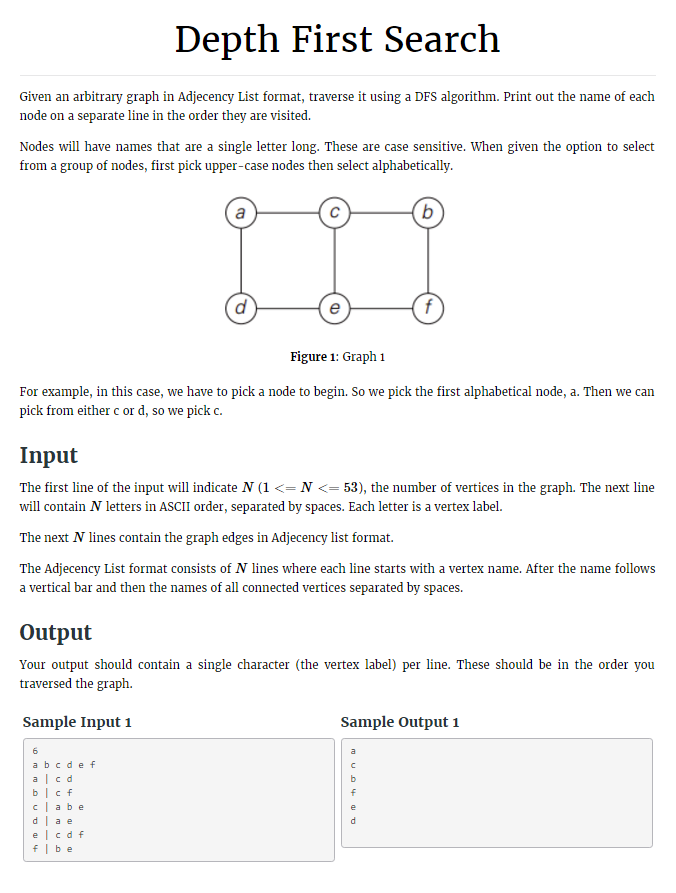 Depth First Search
Given an arbitrary graph in Adjecency List format, traverse it using a DFS algorithm. Print out the name of each
node on a separate line in the order they are visited.
Nodes will have names that are a single letter long. These are case sensitive. When given the option to select
from a group of nodes, first pick upper-case nodes then select alphabetically.
a c b
d e f
Figure 1: Graph 1
For example, in this case, we have to pick a node to begin. So we pick the first alphabetical node, a. Then we can
pick from either c or d, so we pick c.
Input
The first line of the input will indicate N (1 <= N <= 53), the number of vertices in the graph. The next line
will contain N letters in ASCII order, separated by spaces. Each letter is a vertex label.
The next N lines contain the graph edges in Adjecency list format.
The Adjecency List format consists of N lines where each line starts with a vertex name. After the name follows
a vertical bar and then the names of all connected vertices separated by spaces.
Output
Your output should contain a single character (the vertex label) per line. These should be in the order you
traversed the graph.
Sample Input 1
6
a b c d e f
a | c d
b | c f
c | a b e
d | a e
e | c d f
f | b e
Sample Output 1
a
c
b
f
e
d